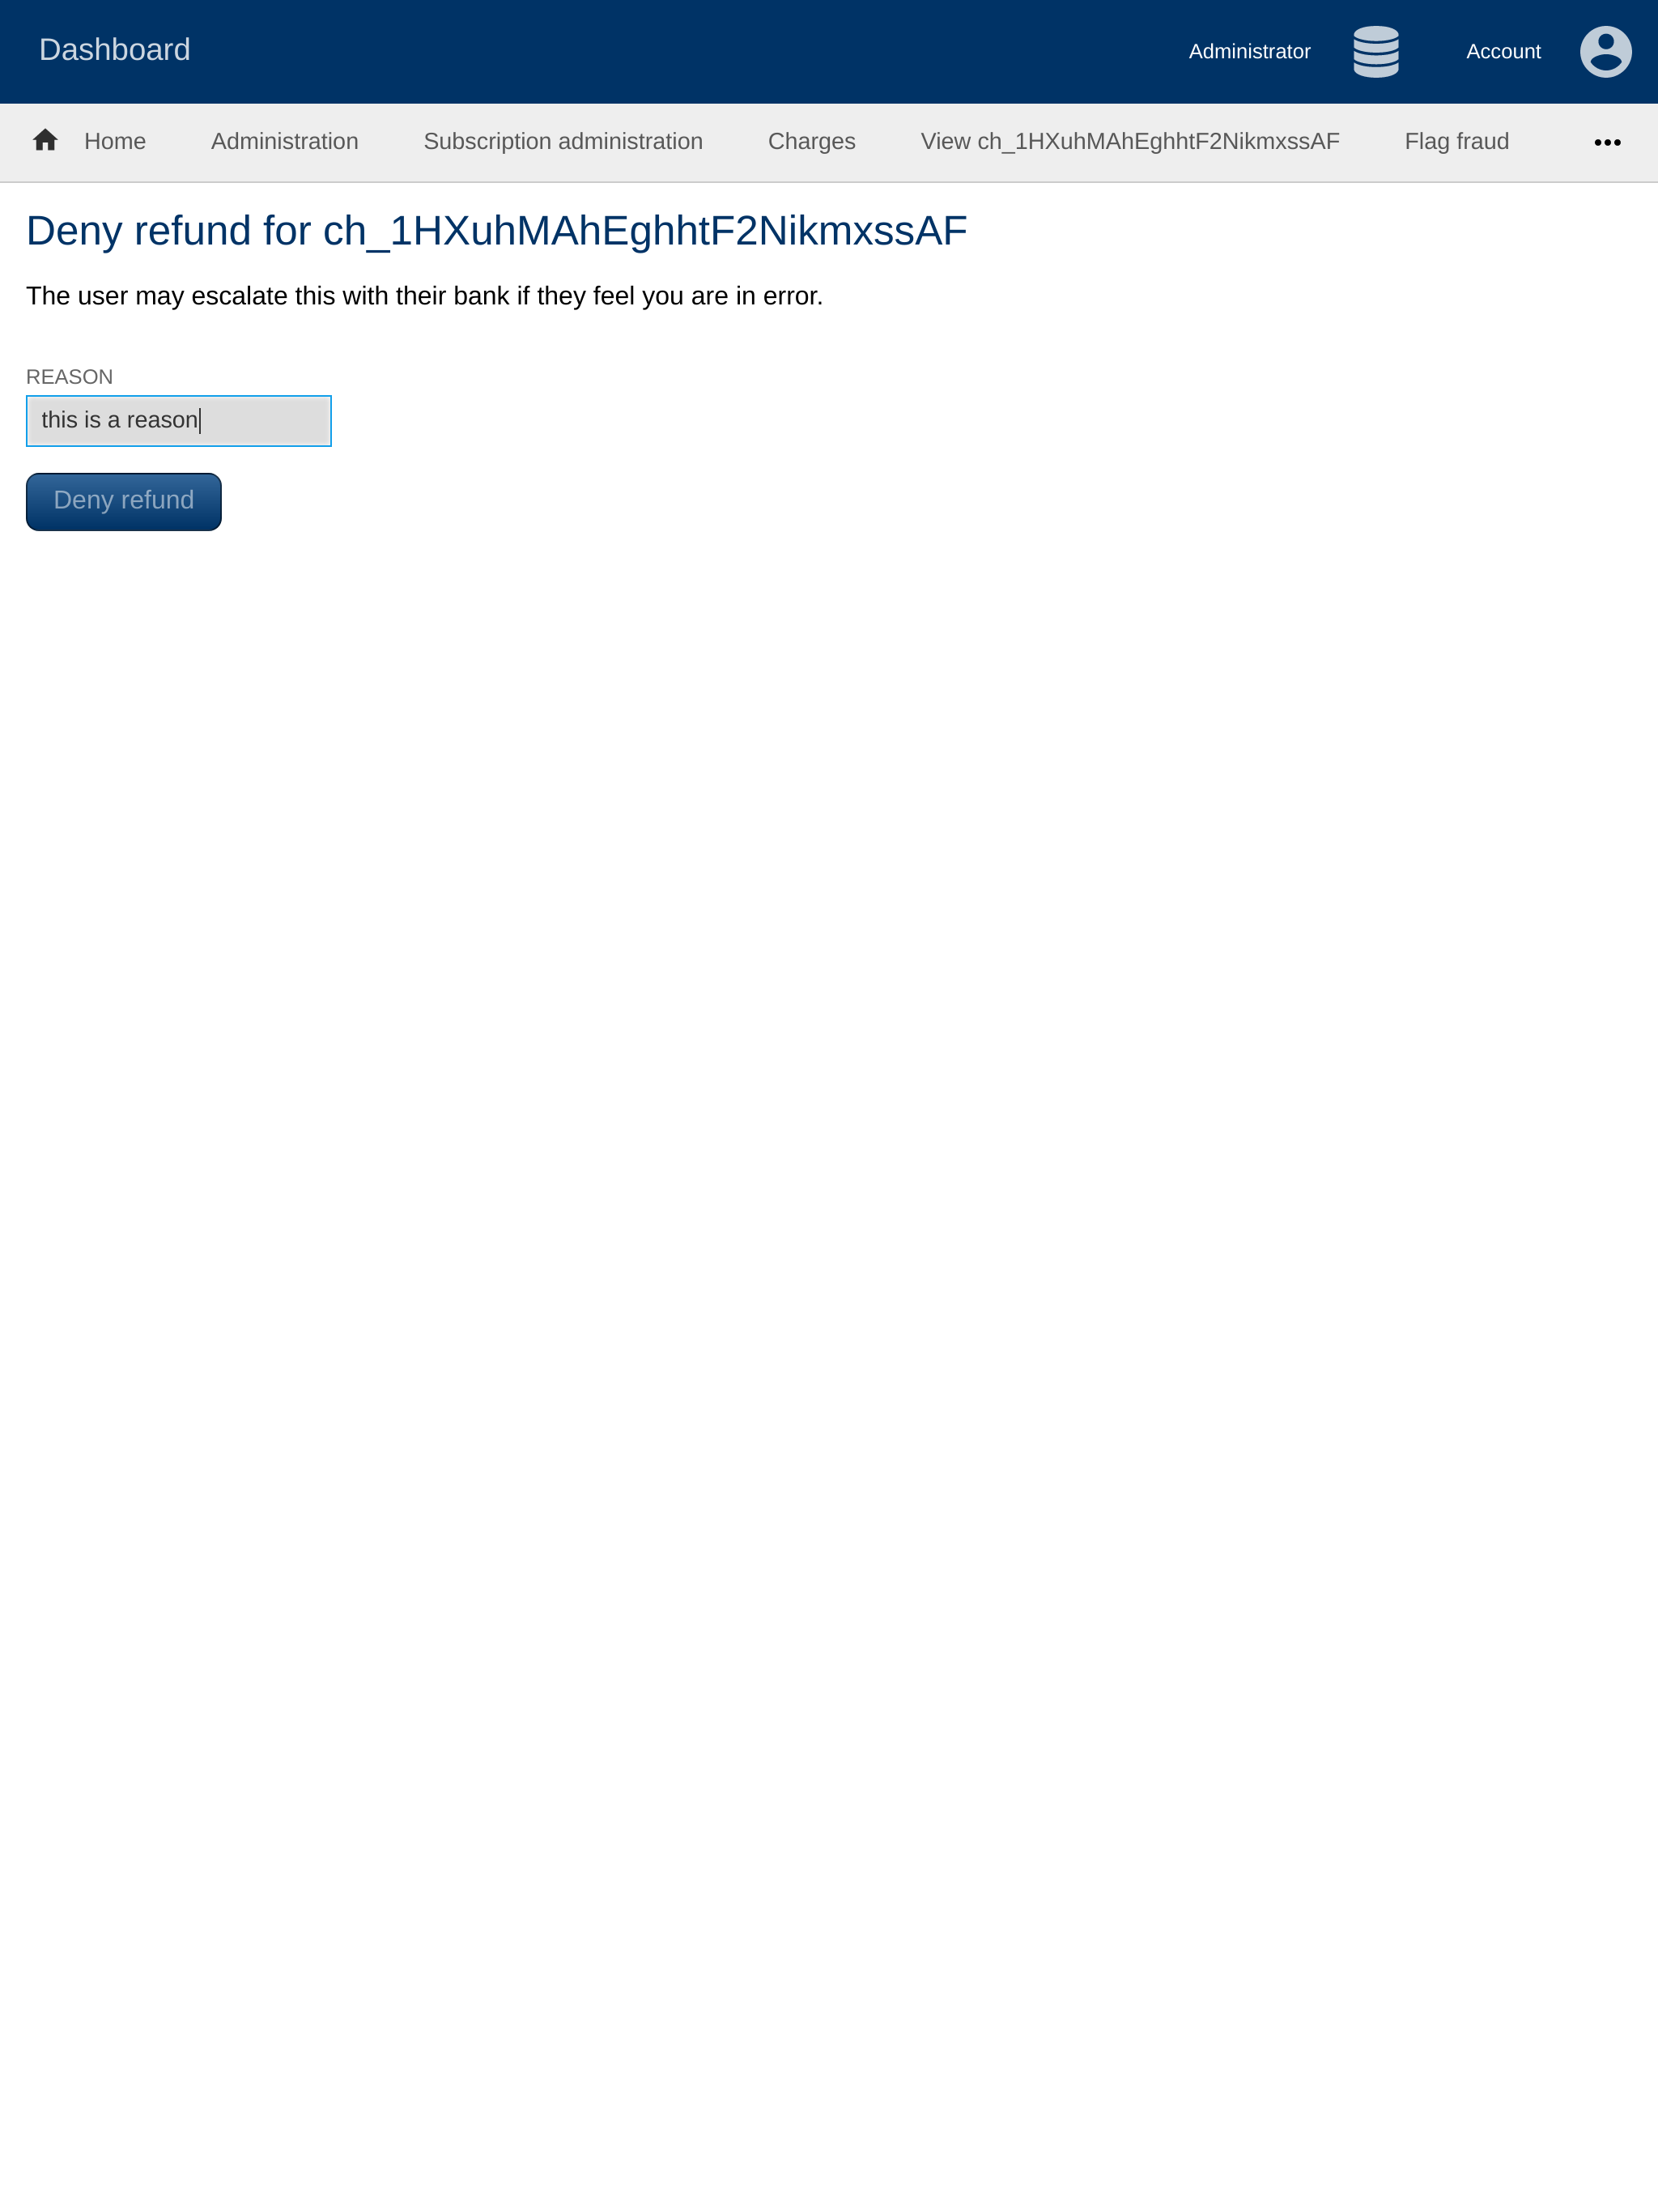 Dashboard Administrator Account
Home Administration Subscription administration Charges View ch_1HXuhMAhEghhtF2NikmxssAF Flag fraud
Deny refund for ch_1HXuhMAhEghhtF2NikmxssAF
The user may escalate this with their bank if they feel you are in error.
REASON
this is a reason
Deny refund